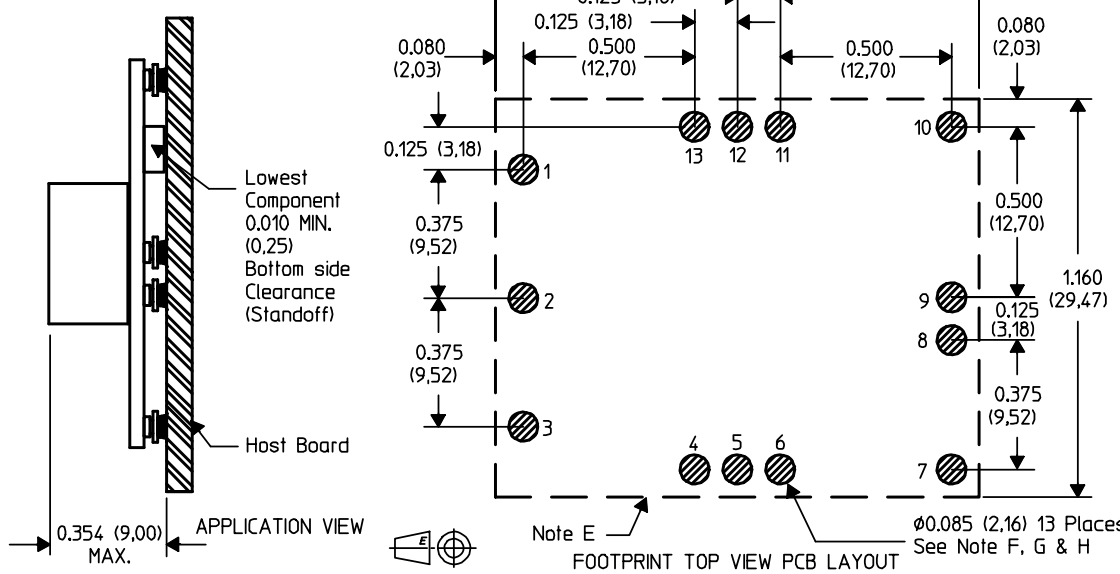 0.125 (3,18)
0.125 (3,18)
0.080
(2,03)
0.500
(12,70)
0.500
(12,70)
0.080
(2,03)
0.125 (3,18)
13
12
11
10
1
Lowest
Component
0.010 MIN.
(0,25)
Bottom side
Clearance
(Standoff)
0.375
(9,52)
0.500
(12,70)
2
9
1.160
(29,47)
0.125
(3,18)
8
0.375
(9,52)
0.375
(9,52)
3
Host Board
4
5
6
7
0.354 (9,00)
MAX.
APPLICATION VIEW
E
Note E
FOOTPRINT TOP VIEW PCB LAYOUT
ø0.085 (2,16) 13 Places
See Note F, G & H